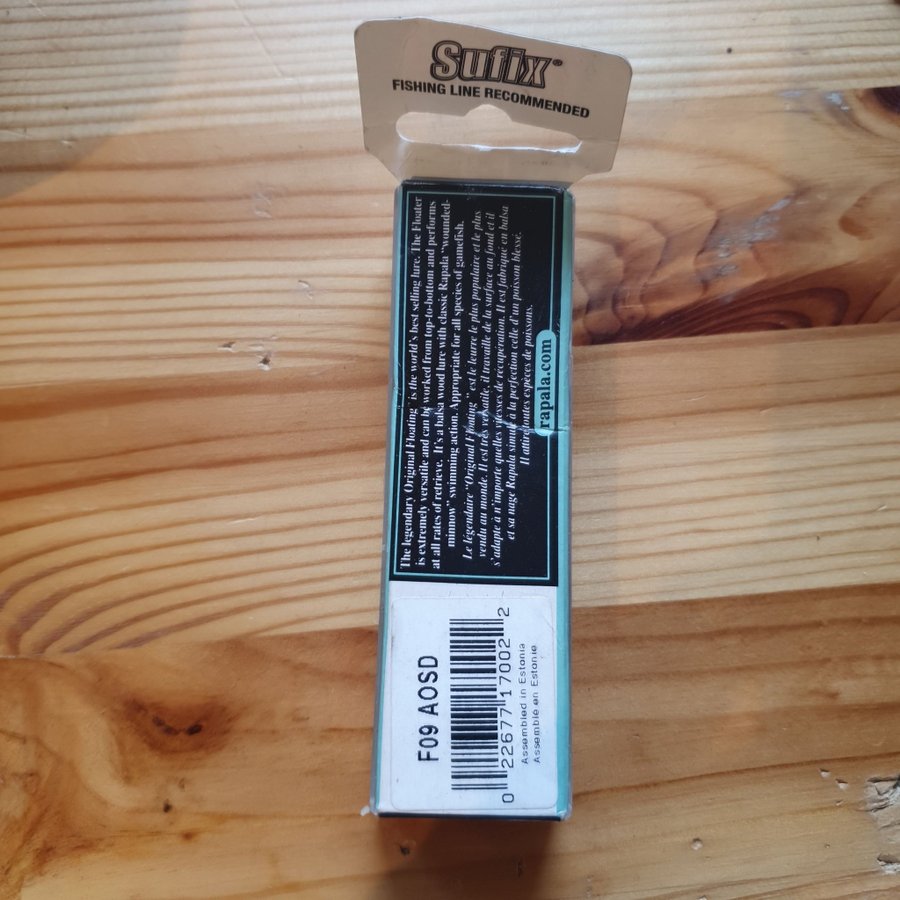 Sufix®
FISHING LINE RECOMMENDED
The legendary Original Floating® is the world's best selling lure. The Floater
is extremely versatile and can be worked from top-to-bottom and performs
at all rates of retrieve. It's a balsa wood lure with classic Rapala "wounded-
minnow" swimming action. Appropriate for all species of gamefish.
Le légendaire "Original Floating" est le leurre le plus populaire et le plus
vendu au monde. Il est très versatile, il travaille de la surface au fond et il
s'adapte à n'importe quelles vitesses de récupération. Il est fabriqué en balsa
et sa nage Rapala simule à la perfection celle d'un poisson blessé.
Il attire toutes espèces de poissons.
rapala.com
F09 AOSD
0 22677 17002 2
Assembled in Estonia
Assemblé en Estonie